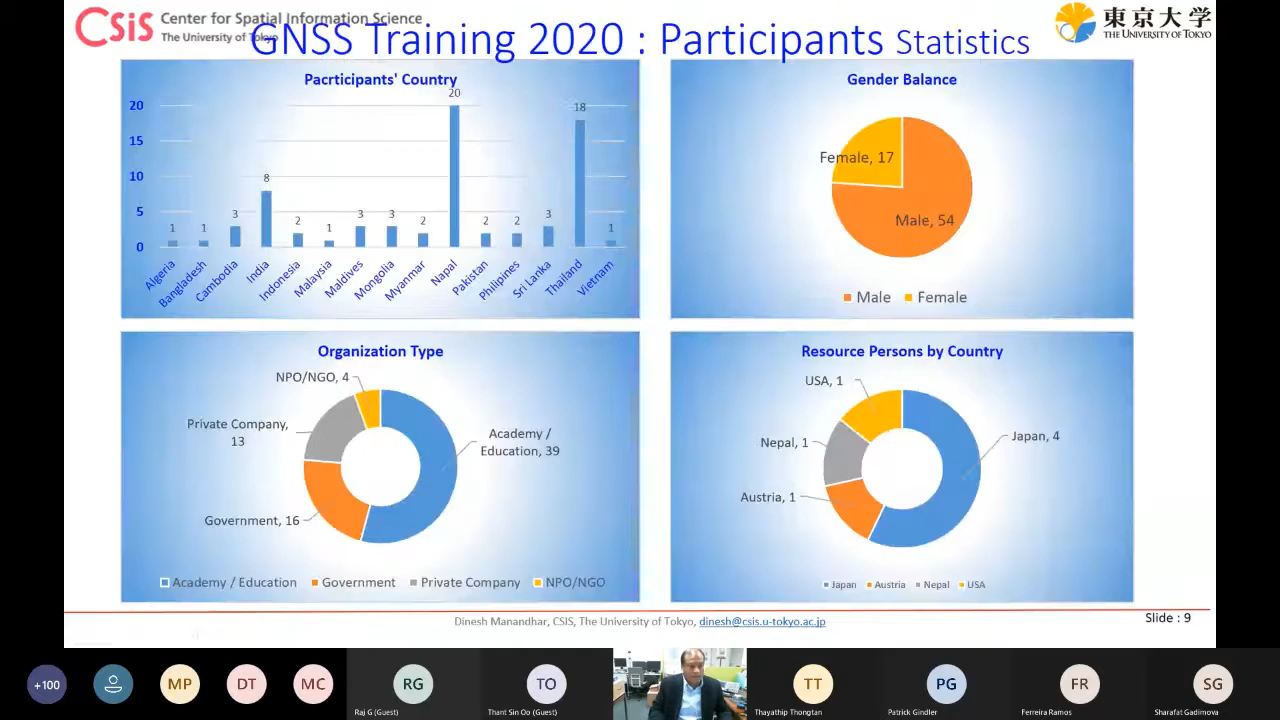 CSIS Center for Spatial Information Science
The University of Tokyo
GNSS Training 2020 : Participants Statistics
東京大学
THE UNIVERSITY OF TOKYO
Pacrticipants' Country
20
15
10
5
0
1
1
3
8
2
1
3
3
2
20
2
2
3
18
1
Algeria
Bangladesh
Cambodia
India
Indonesia
Malaysia
Maldives
Mongolia
Myanmar
Nepal
Pakistan
Philipines
Sri Lanka
Thailand
Vietnam
Gender Balance
Female, 17
Male, 54
Male Female
Organization Type
NPO/NGO, 4
Private Company,
13
Academy /
Education, 39
Government, 16
Academy / Education Government Private Company NPO/NGO
Resource Persons by Country
USA, 1
Japan, 4
Nepal, 1
Austria, 1
Japan Austria Nepal USA
Dinesh Manandhar, CSIS, The University of Tokyo, dinesh@csis.u-tokyo.ac.jp
Slide : 9
+100
MP
DT
MC
RG
Raj G (Guest)
TO
Thant Sin Oo (Guest)
TT
Thayathip Thongtan
PG
Patrick Gindler
FR
Ferreira Ramos
SG
Sharafat Gadimova